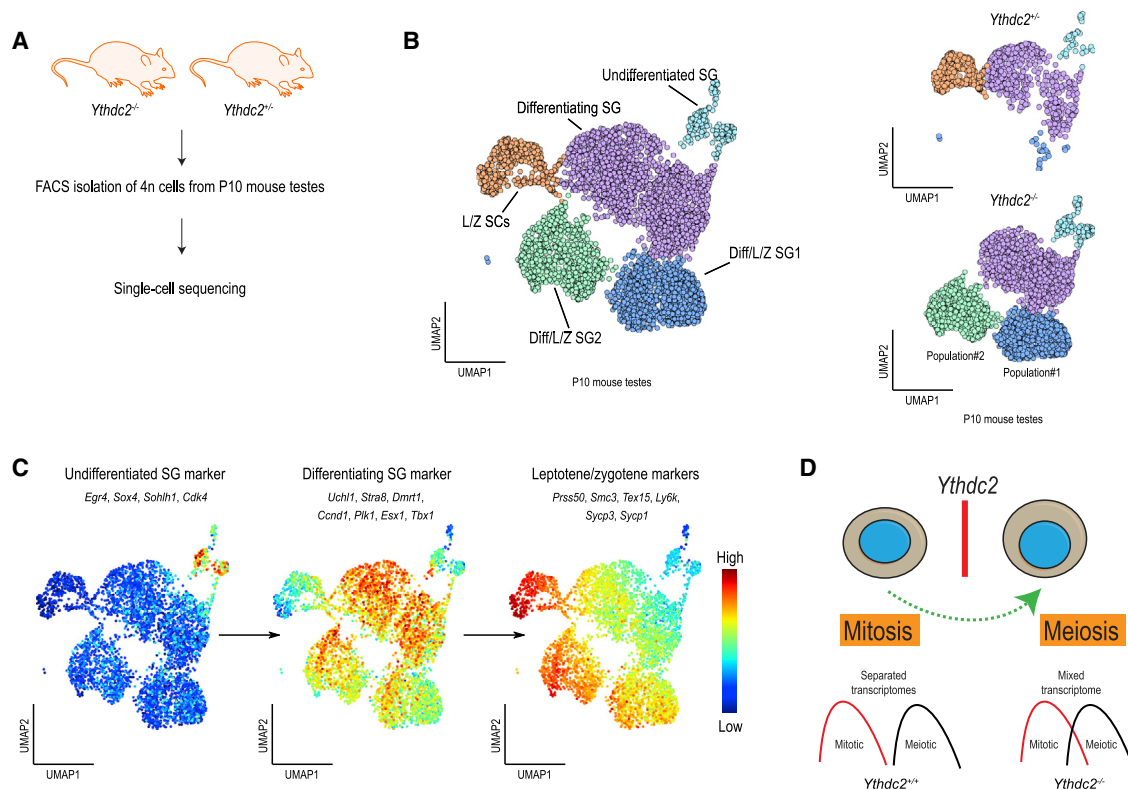 A
Ythdc2-/-
Ythdc2+/-
FACS isolation of 4n cells from P10 mouse testes
Single-cell sequencing
B
Undifferentiated SG
Differentiating SG
L/Z SCs
Diff/L/Z SG1
Diff/L/Z SG2
UMAP2
UMAP1
P10 mouse testes
Ythdc2+/-
UMAP2
UMAP1
Ythdc2-/-
UMAP2
Population#2
Population#1
UMAP1
P10 mouse testes
C
Undifferentiated SG marker
Egr4, Sox4, Sohlh1, Cdk4
UMAP2
UMAP1
Differentiating SG marker
Uchl1, Stra8, Dmrt1,
Ccnd1, Plk1, Esx1, Tbx1
UMAP2
UMAP1
Leptotene/zygotene markers
Prss50, Smc3, Tex15, Ly6k,
Sycp3, Sycp1
UMAP2
UMAP1
High
Low
D
Ythdc2
Mitosis
Meiosis
Separated
transcriptomes
Mitotic
Meiotic
Ythdc2+/+
Mixed
transcriptome
Mitotic
Meiotic
Ythdc2-/-